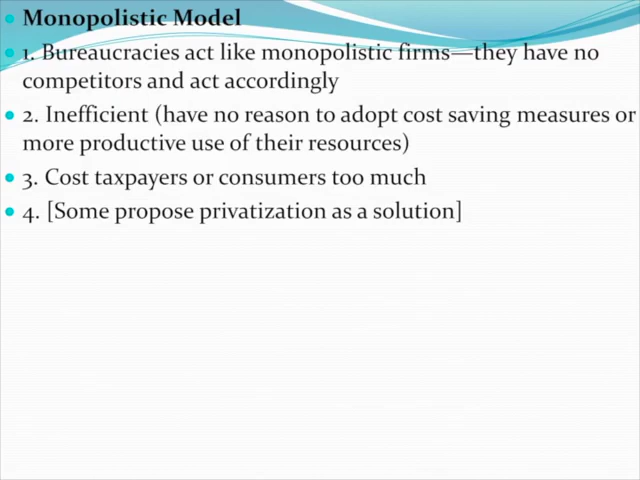 Monopolistic Model
1. Bureaucracies act like monopolistic firms—they have no
competitors and act accordingly
2. Inefficient (have no reason to adopt cost saving measures or
more productive use of their resources)
3. Cost taxpayers or consumers too much
4. [Some propose privatization as a solution]